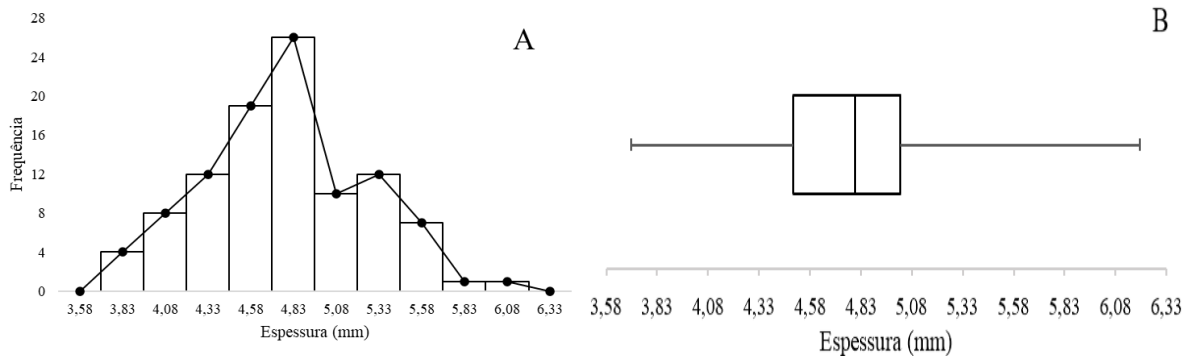 28
24
20
16
12
8
4
0
Frequência
A
3,58 3,83 4,08 4,33 4,58 4,83 5,08 5,33 5,58 5,83 6,08 6,33
Espessura (mm)
B
3,58 3,83 4,08 4,33 4,58 4,83 5,08 5,33 5,58 5,83 6,08 6,33
Espessura (mm)